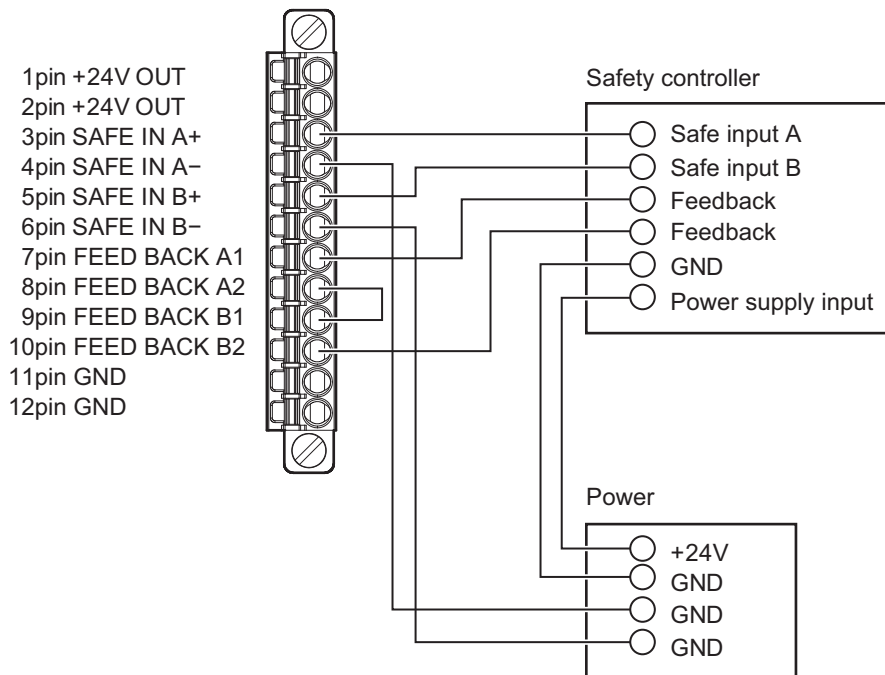 1pin +24V OUT
2pin +24V OUT
3pin SAFE IN A+
4pin SAFE IN A−
5pin SAFE IN B+
6pin SAFE IN B−
7pin FEED BACK A1
8pin FEED BACK A2
9pin FEED BACK B1
10pin FEED BACK B2
11pin GND
12pin GND
Safety controller
Safe input A
Safe input B
Feedback
Feedback
GND
Power supply input
Power
+24V
GND
GND
GND